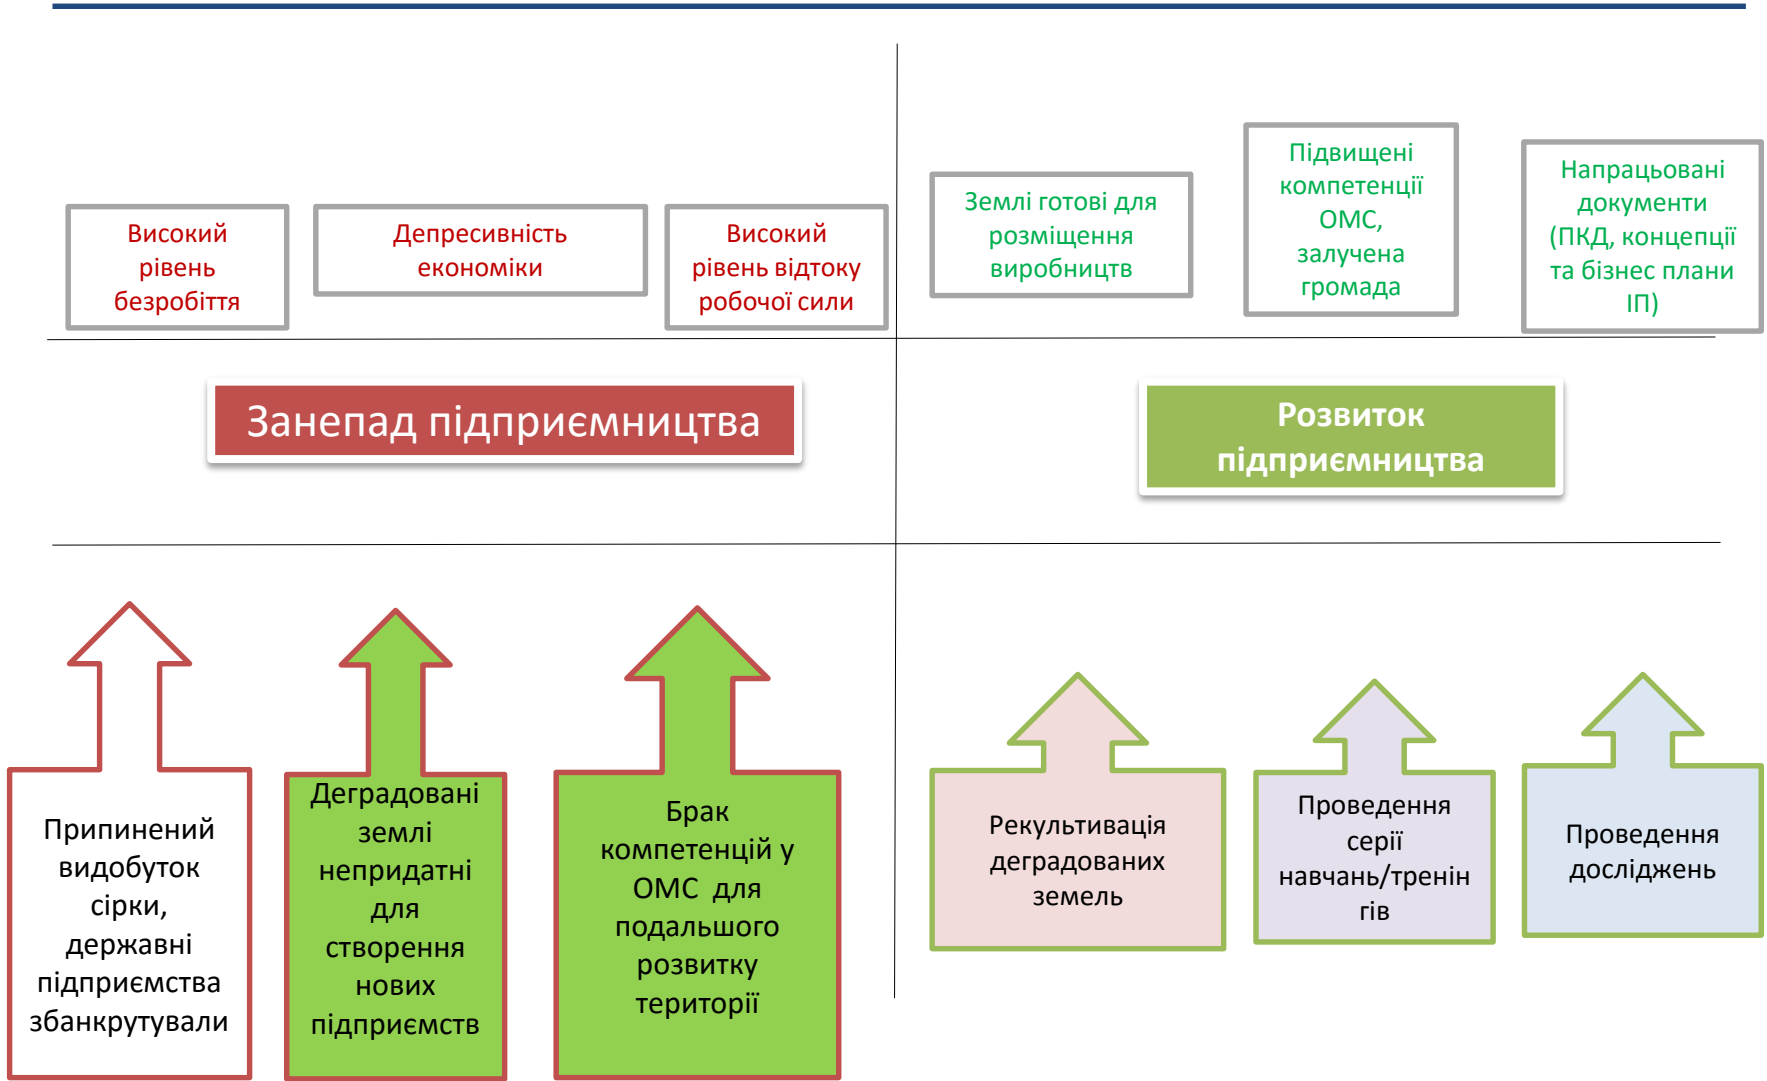 Високий
рівень
безробіття
Депресивність
економіки
Високий
рівень відтоку
робочої сили
Землі готові для
розміщення
виробництв
Підвищені
компетенції
ОМС,
залучена
громада
Напрацьовані
документи
(ПКД, концепції
та бізнес плани
ІП)
Занепад підприємництва
Розвиток
підприємництва
Припинений
видобуток
сірки,
державні
підприємства
збанкрутували
Деградовані
землі
непридатні
для
створення
нових
підприємств
Брак
компетенцій у
ОМС для
подальшого
розвитку
території
Рекультивація
деградованих
земель
Проведення
серії
навчань/тренін
гів
Проведення
досліджень